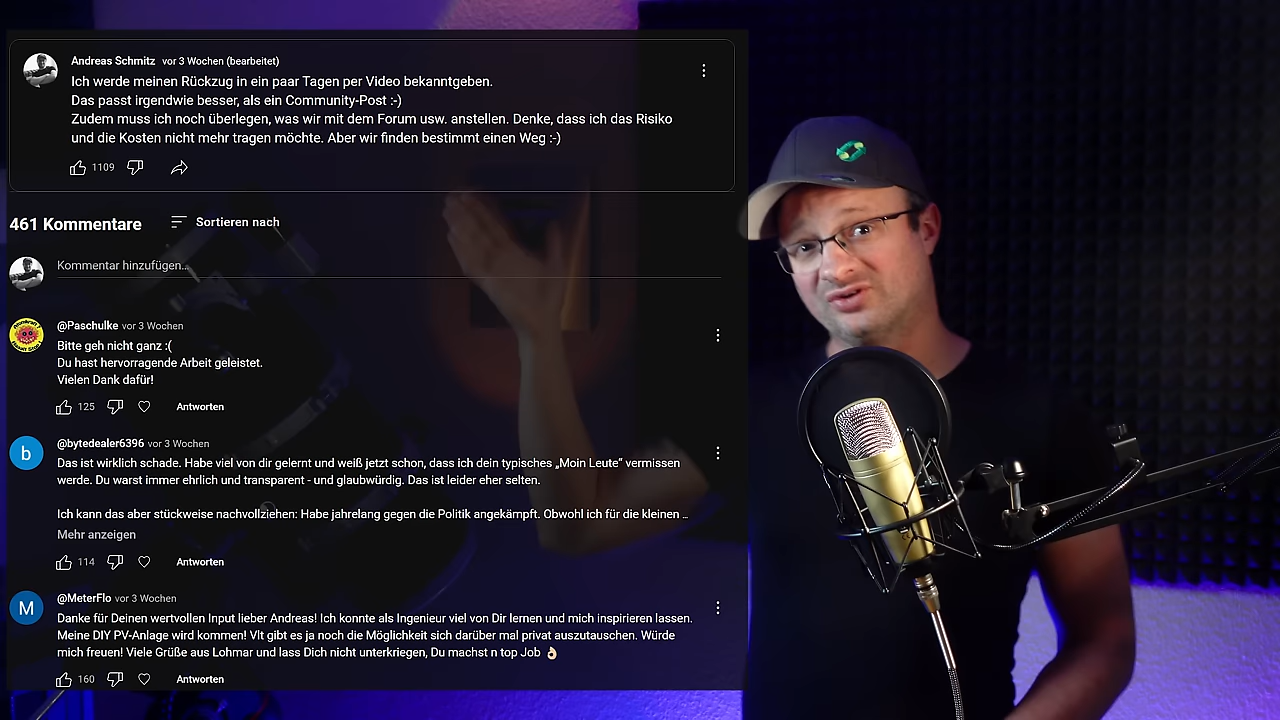 Andreas Schmitz vor 3 Wochen (bearbeitet)
Ich werde meinen Rückzug in ein paar Tagen per Video bekanntgeben.
Das passt irgendwie besser, als ein Community-Post :-)
Zudem muss ich noch überlegen, was wir mit dem Forum usw. anstellen. Denke, dass ich das Risiko
und die Kosten nicht mehr tragen möchte. Aber wir finden bestimmt einen Weg :-)
1109
461 Kommentare Sortieren nach
Kommentar hinzufügen...
@Paschulke vor 3 Wochen
Bitte geh nicht ganz :(
Du hast hervorragende Arbeit geleistet.
Vielen Dank dafür!
125 Antworten
b
@bytedealer6396 vor 3 Wochen
Das ist wirklich schade. Habe viel von dir gelernt und weiß jetzt schon, dass ich dein typisches „Moin Leute“ vermissen
werde. Du warst immer ehrlich und transparent - und glaubwürdig. Das ist leider eher selten.
Ich kann das aber stückweise nachvollziehen: Habe jahrelang gegen die Politik angekämpft. Obwohl ich für die kleinen ...
Mehr anzeigen
114 Antworten
M
@MeterFlo vor 3 Wochen
Danke für Deinen wertvollen Input lieber Andreas! Ich konnte als Ingenieur viel von Dir lernen und mich inspirieren lassen.
Meine DIY PV-Anlage wird kommen! Vlt gibt es ja noch die Möglichkeit sich darüber mal privat auszutauschen. Würde
mich freuen! Viele Grüße aus Lohmar und lass Dich nicht unterkriegen, Du machst n top Job 👌🏻
160 Antworten